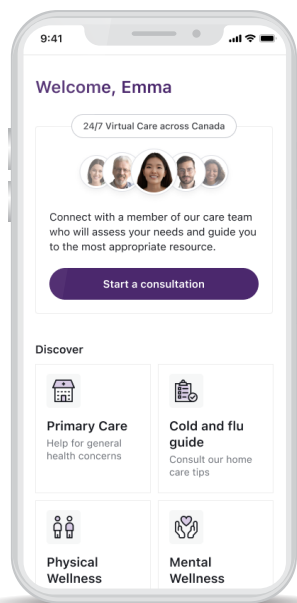 9:41
Welcome, Emma
24/7 Virtual Care across Canada
Connect with a member of our care team
who will assess your needs and guide you
to the most appropriate resource.
Start a consultation
Discover
Primary Care
Help for general
health concerns
Cold and flu
guide
Consult our home
care tips
Physical
Wellness
Mental
Wellness